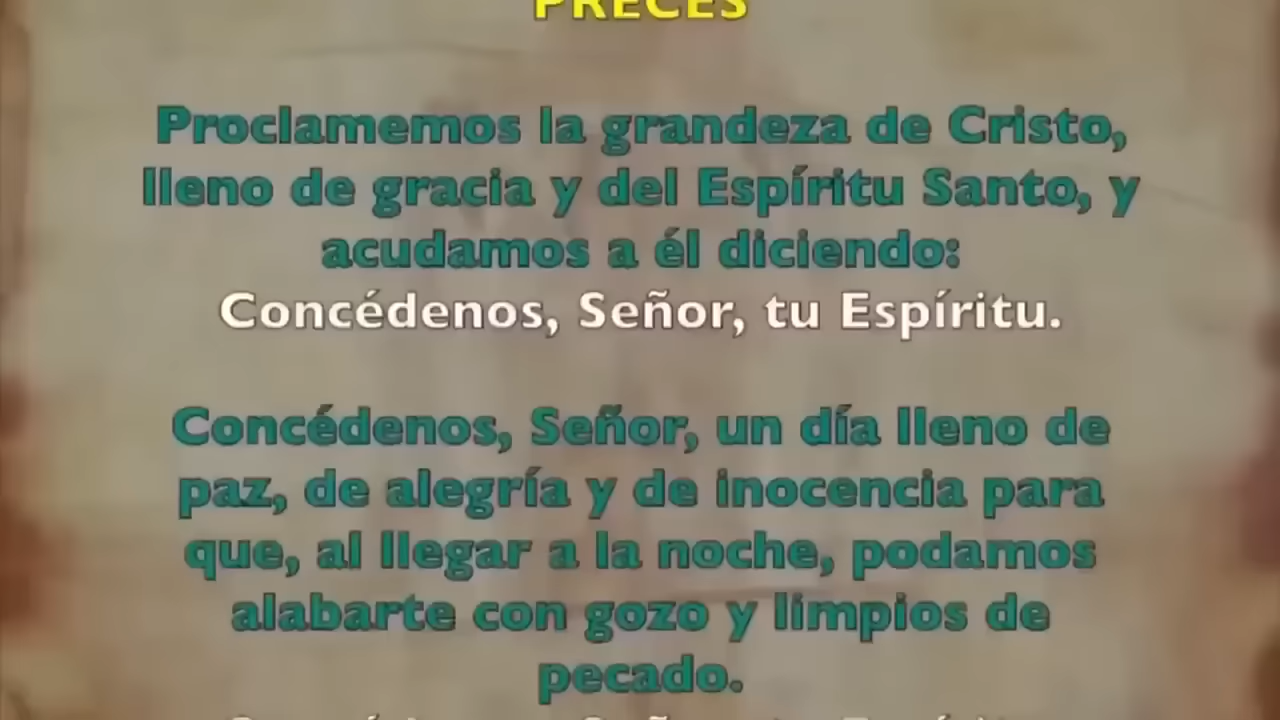 PRECES
Proclamemos la grandeza de Cristo,
lleno de gracia y del Espíritu Santo, y
acudamos a él diciendo:
Concédenos, Señor, tu Espíritu.
Concédenos, Señor, un día lleno de
paz, de alegría y de inocencia para
que, al llegar a la noche, podamos
alabarte con gozo y limpios de
pecado.